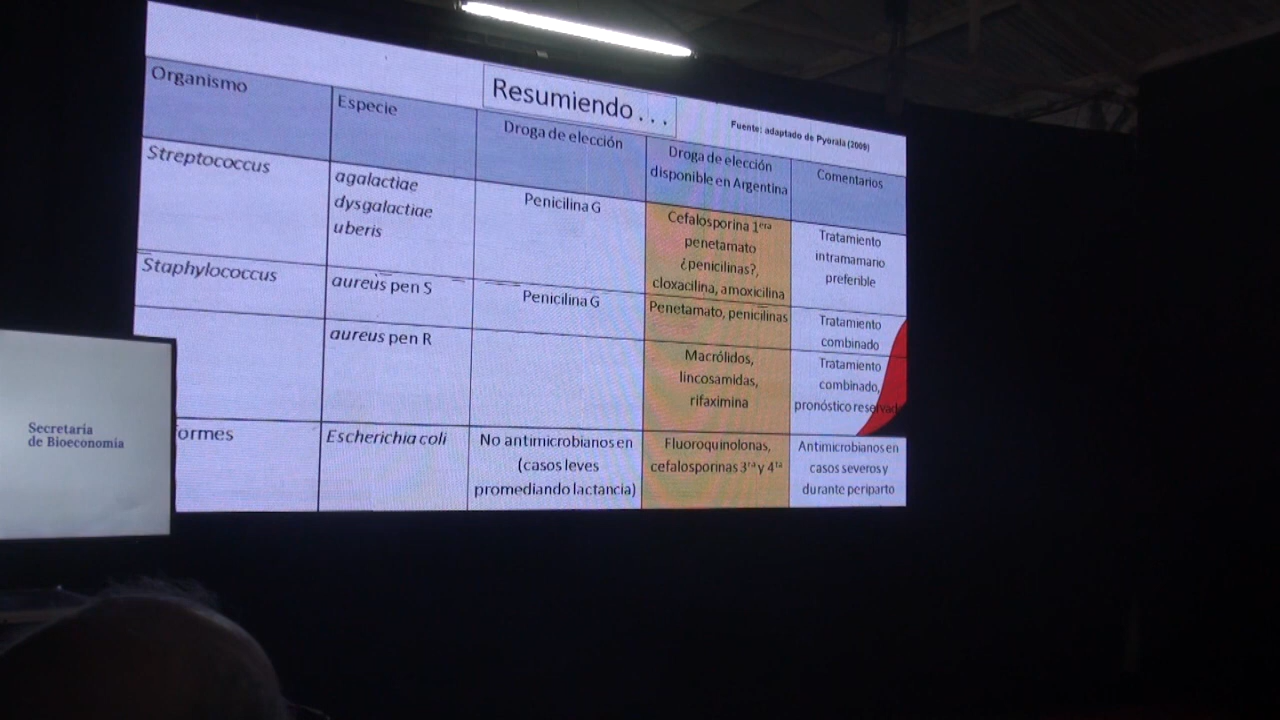 Resumiendo . . .
Fuente: adaptado de Pyorala (2009)
Organismo
Especie
Droga de elección
Droga de elección
disponible en Argentina
Comentarios
Streptococcus
agalactiae
dysgalactiae
uberis
Penicilina G
Cefalosporina 1era
penetamato
¿penicilinas?,
cloxacilina, amoxicilina
Tratamiento
intramamario
preferible
Staphylococcus
aureus pen S
Penicilina G
Penetamato, penicilinas
Tratamiento
combinado
aureus pen R
Macrólidos,
lincosamidas,
rifaximina
Tratamiento
combinado,
pronóstico reservado
ormes
Escherichia coli
No antimicrobianos en
(casos leves
promediando lactancia)
Fluoroquinolonas,
cefalosporinas 3ra y 4ta
Antimicrobianos en
casos severos y
durante periparto
Secretaría
de Bioeconomía